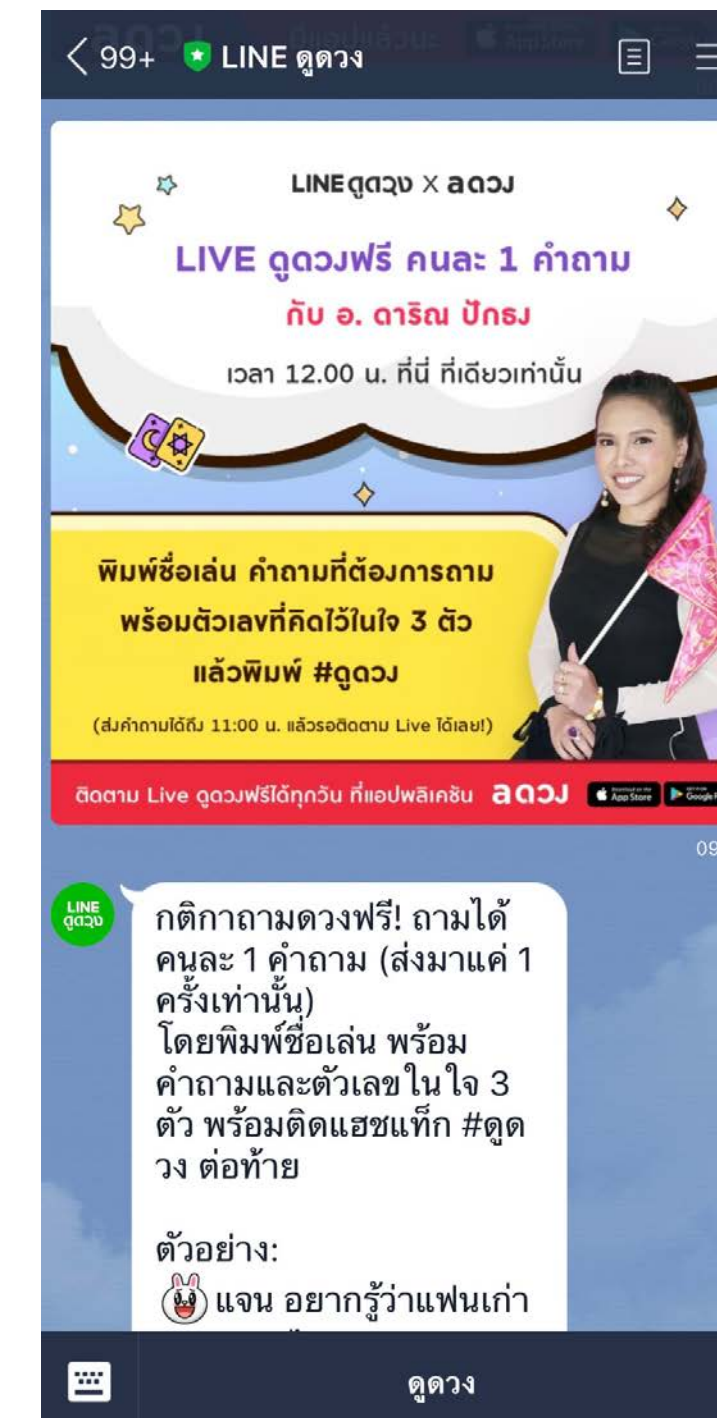 99+
LINE ดูดวง
LINE ดูดวง X ลดวง
LIVE ดูดวงฟรี คนละ 1 คำถาม
กับ อ. ดาริณ ปักธง
เวลา 12.00 น. ที่นี่ ที่เดียวเท่านั้น
พิมพ์ชื่อเล่น คำถามที่ต้องการถาม
พร้อมตัวเลขที่คิดไว้ในใจ 3 ตัว
แล้วพิมพ์ #ดูดวง
(ส่งคำถามได้ถึง 11:00 น. แล้วรอติดตาม Live ได้เลย!)
ติดตาม Live ดูดวงฟรีได้ทุกวัน ที่แอปพลิเคชัน ลดวง
App Store
Google
09
LINE
ดูดวง
กติกาถามดวงฟรี! ถามได้
คนละ 1 คำถาม (ส่งมาแค่ 1
ครั้งเท่านั้น)
โดยพิมพ์ชื่อเล่น พร้อม
คำถามและตัวเลขในใจ 3
ตัว พร้อมติดแฮชแท็ก #ดูด
วง ต่อท้าย
ตัวอย่าง:
แจน อยากรู้ว่าแฟนเก่า
ดูดวง